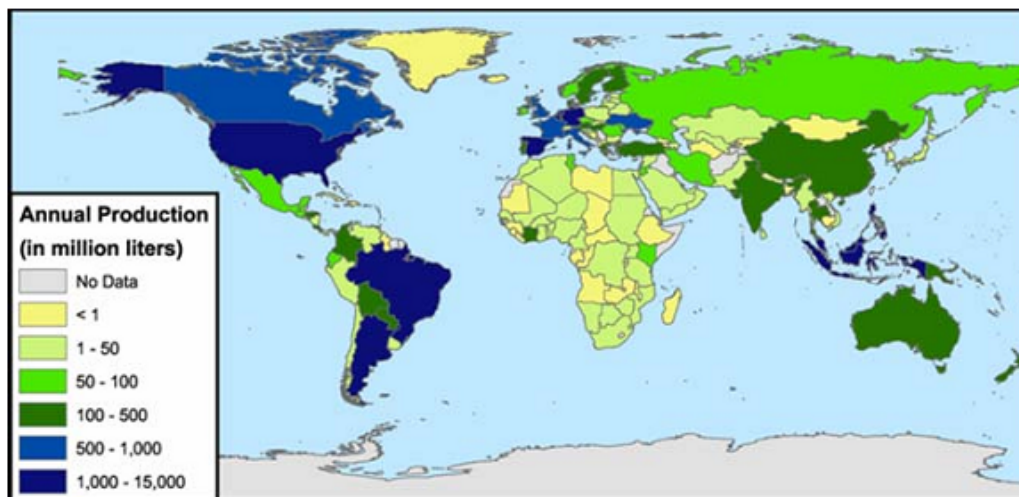 Annual Production
(in million liters)
No Data
< 1
1 - 50
50 - 100
100 - 500
500 - 1,000
1,000 - 15,000